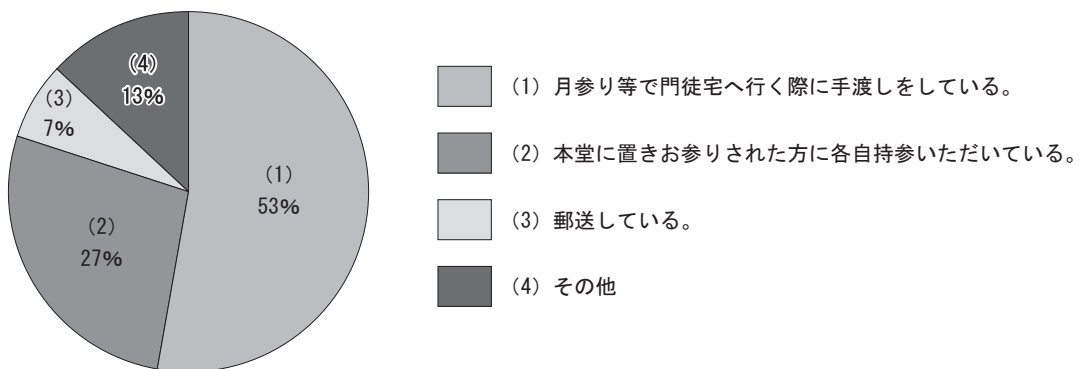 (4)
13%
(3)
7%
(1)
53%
(2)
27%
(1) 月参り等で門徒宅へ行く際に手渡しをしている。
(2) 本堂に置きお参りされた方に各自持参いただいている。
(3) 郵送している。
(4) その他